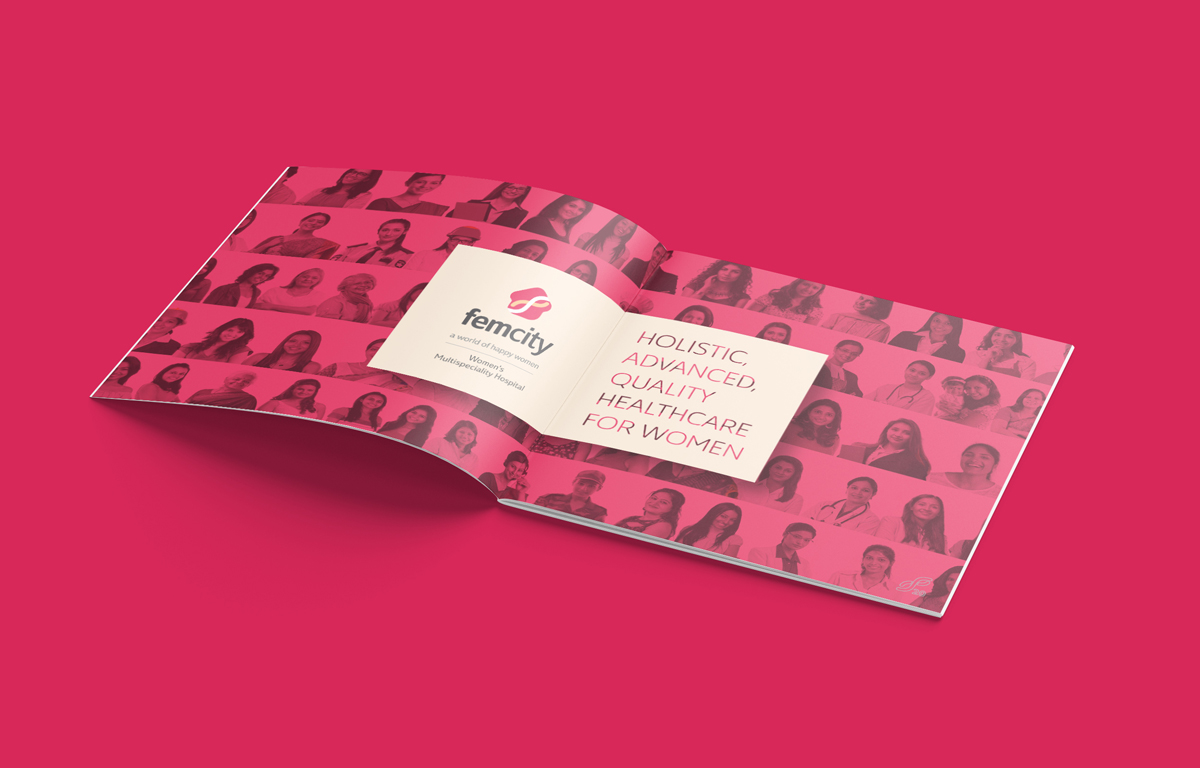 femcity
a world of happy women
Women's
Multispeciality Hospital
HOLISTIC,
ADVANCED,
QUALITY
HEALTHCARE
FOR WOMEN